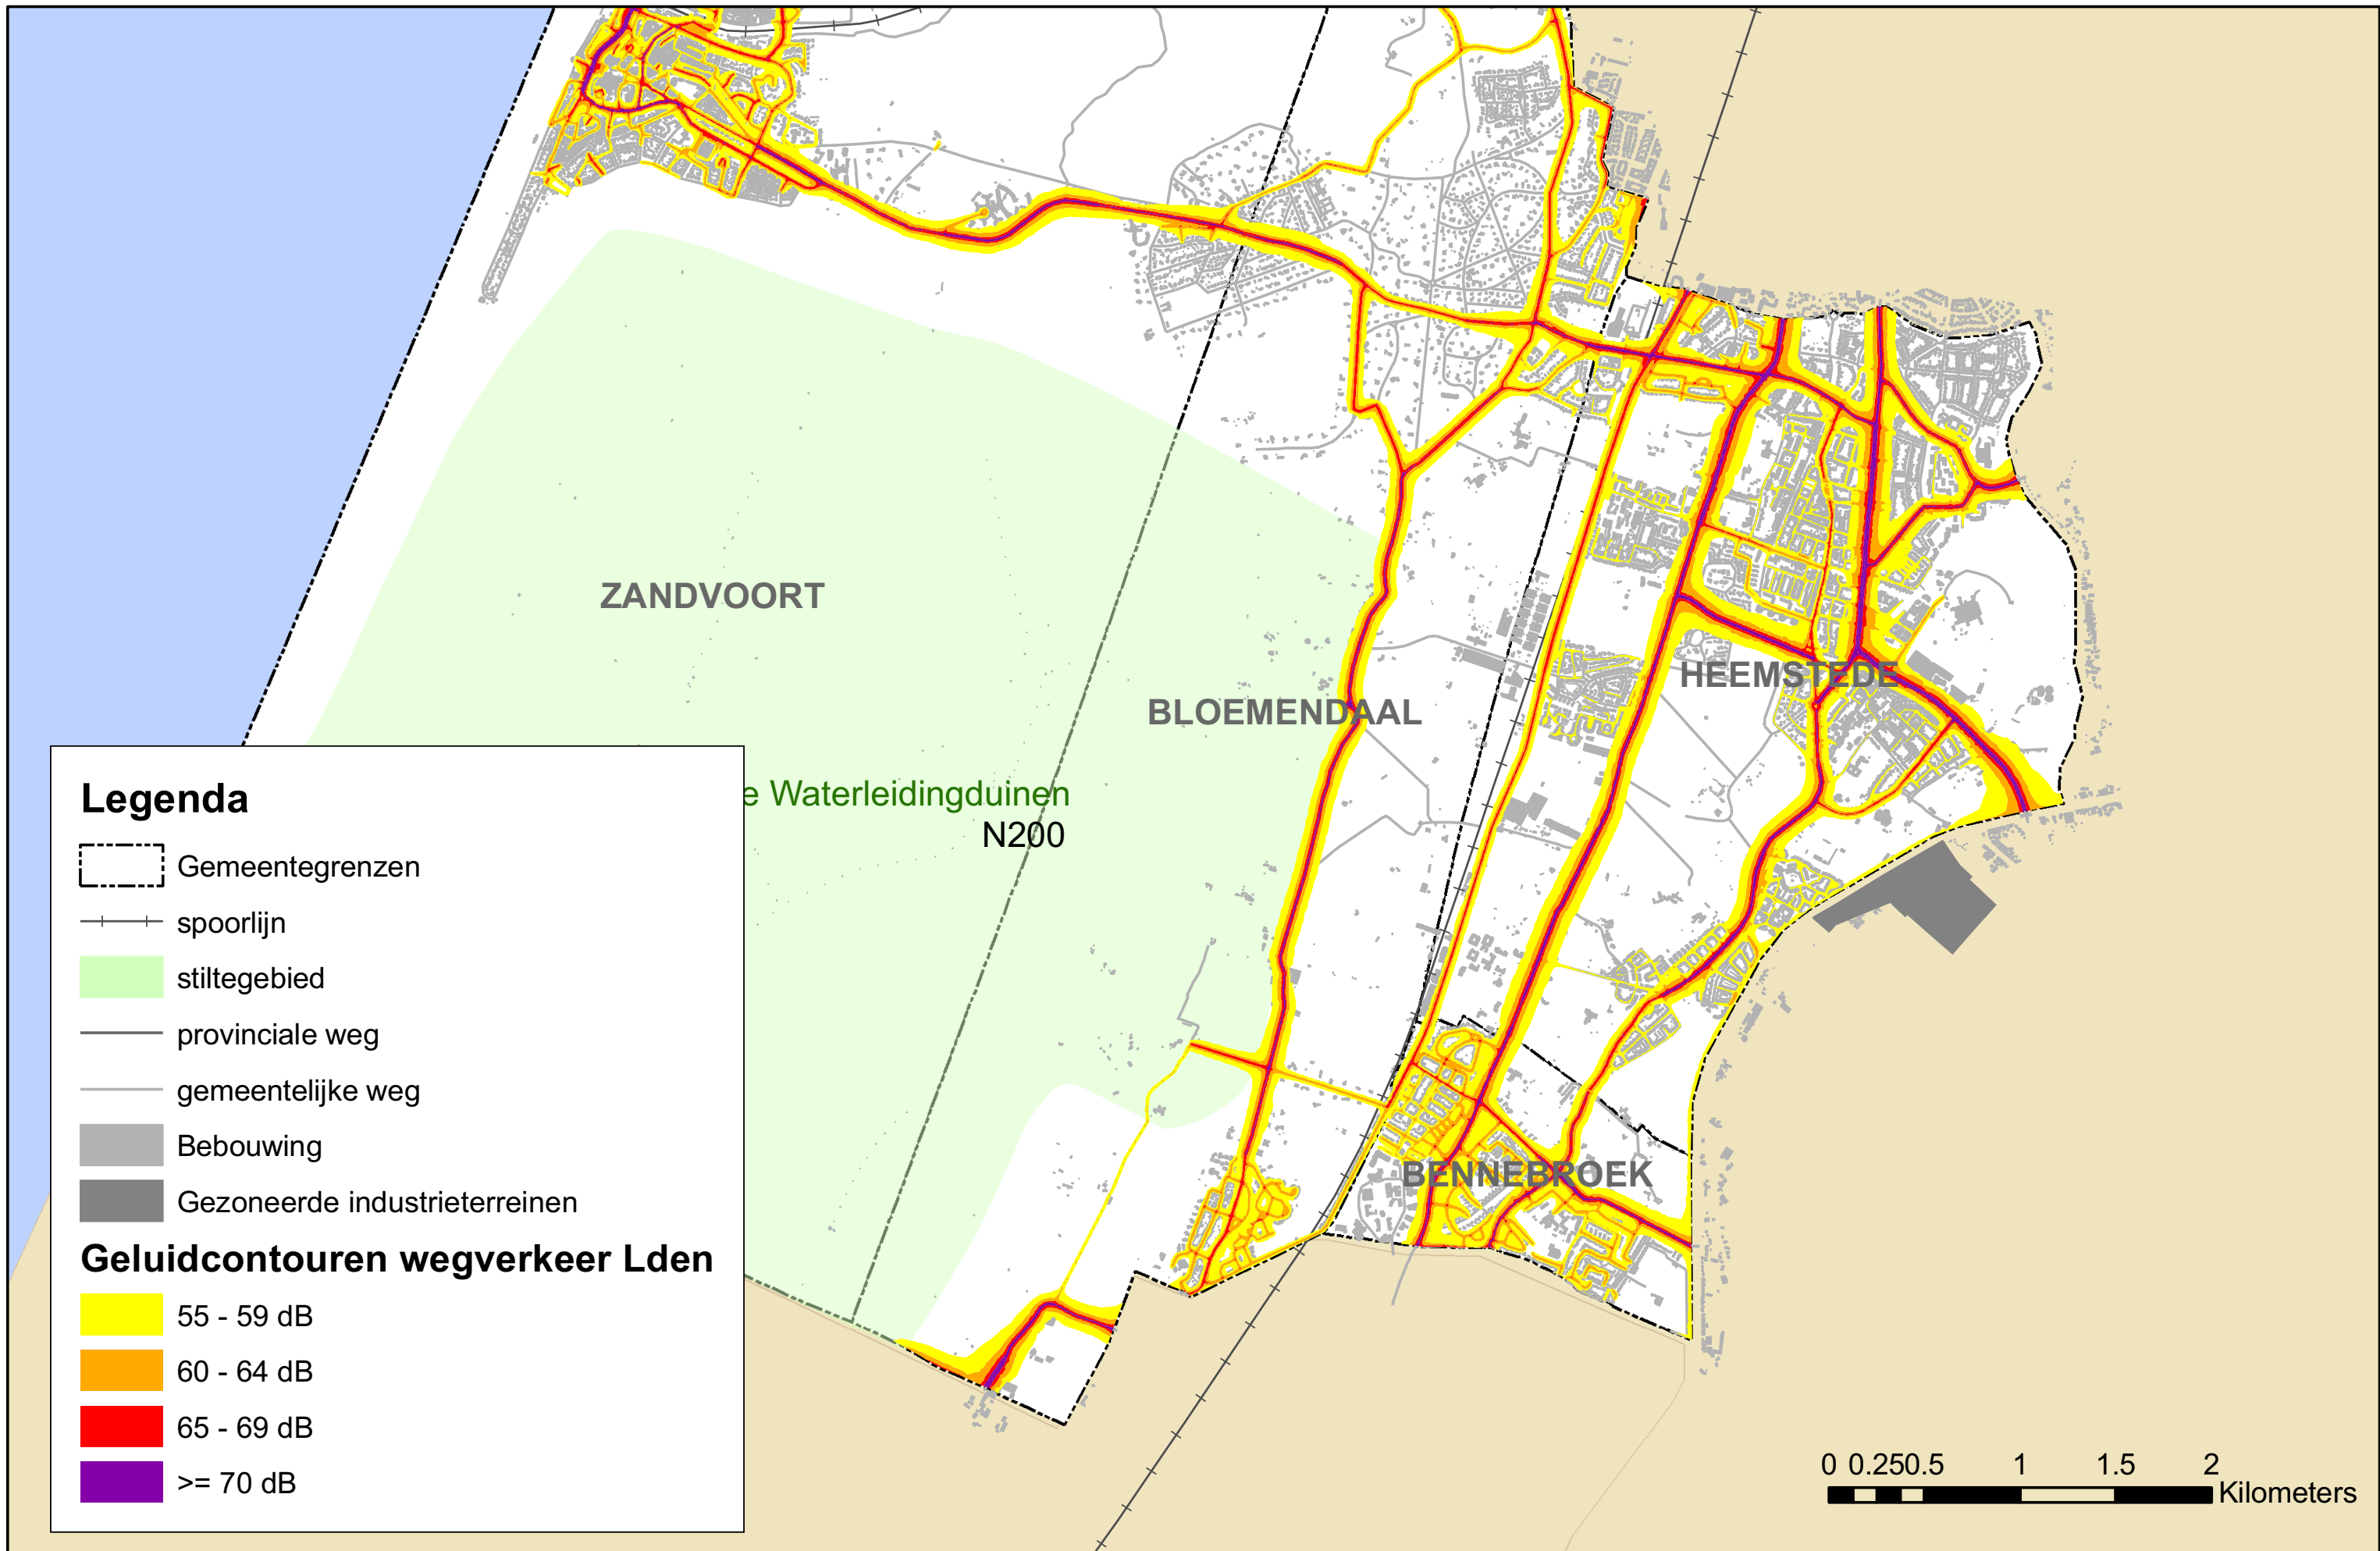 ZANDVOORT
HEEMSTEDE
BLOEMENDAAL
e Waterleidingduinen
N200
BENNEBROEK
Legenda
Gemeentegrenzen
spoorlijn
stiltegebied
provinciale weg
gemeentelijke weg
Bebouwing
Gezoneerde industrieterreinen
Geluidcontouren wegverkeer Lden
55 - 59 dB
60 - 64 dB
65 - 69 dB
>= 70 dB
0 0.25 0.5 1 1.5 2
Kilometers